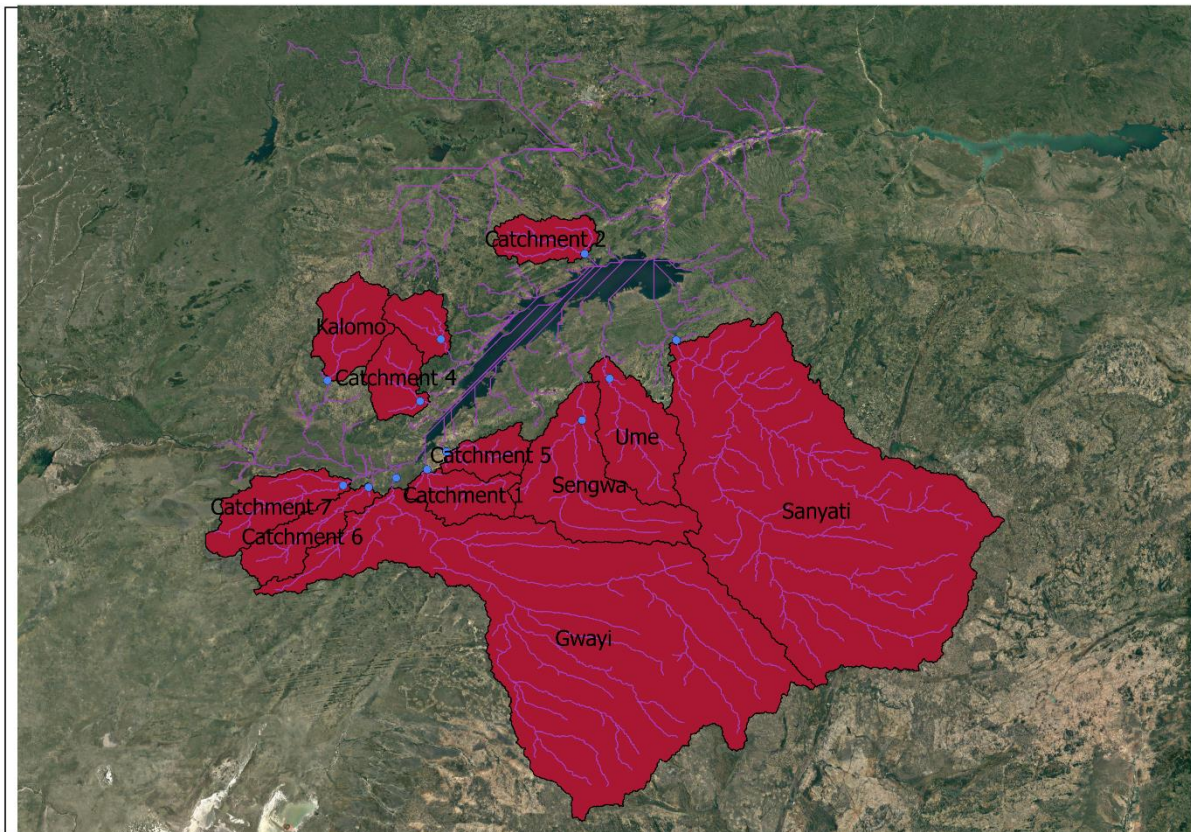 Catchment 2
Kalomo
Catchment 4
Ume
Catchment 5
Sengwa
Catchment 1
Catchment 7
Sanyati
Catchment 6
Gwayi